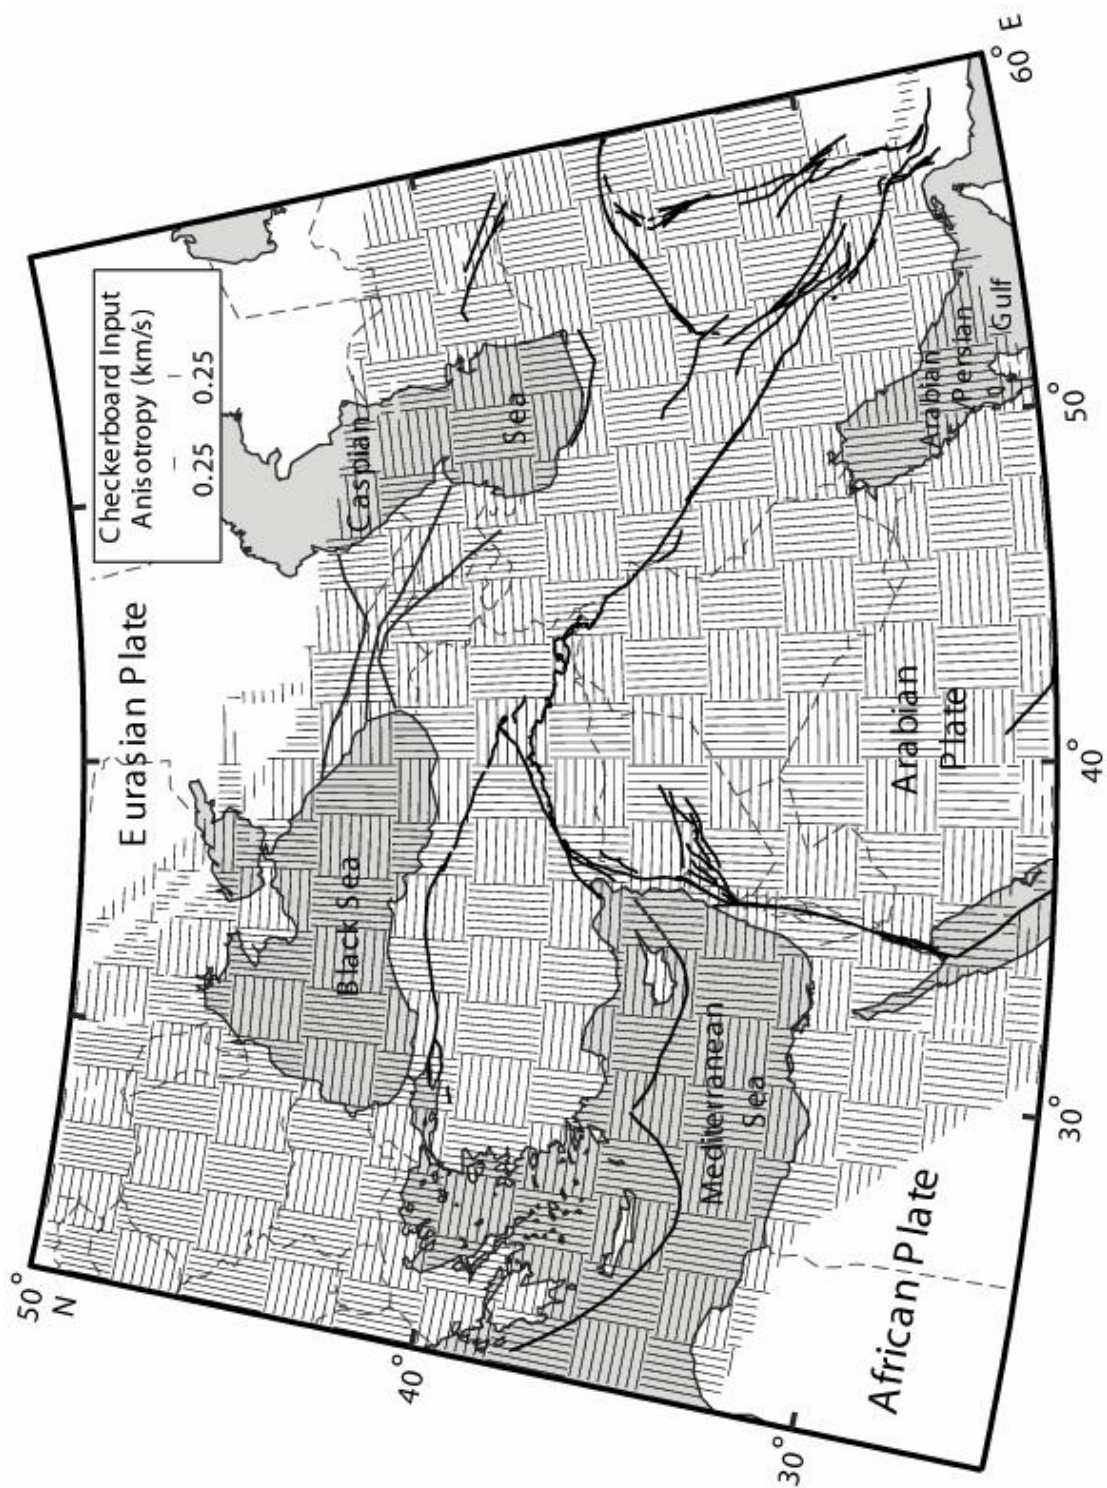 50°
N
40°
30°
30°
40°
50°
60°
E
Checkerboard Input
Anisotropy (km/s)
0.25 0.25
Eurasian Plate
Black Sea
Caspian
Sea
Mediterranean
Sea
African Plate
Arabian
Plate
Arabian
Persian
Gulf